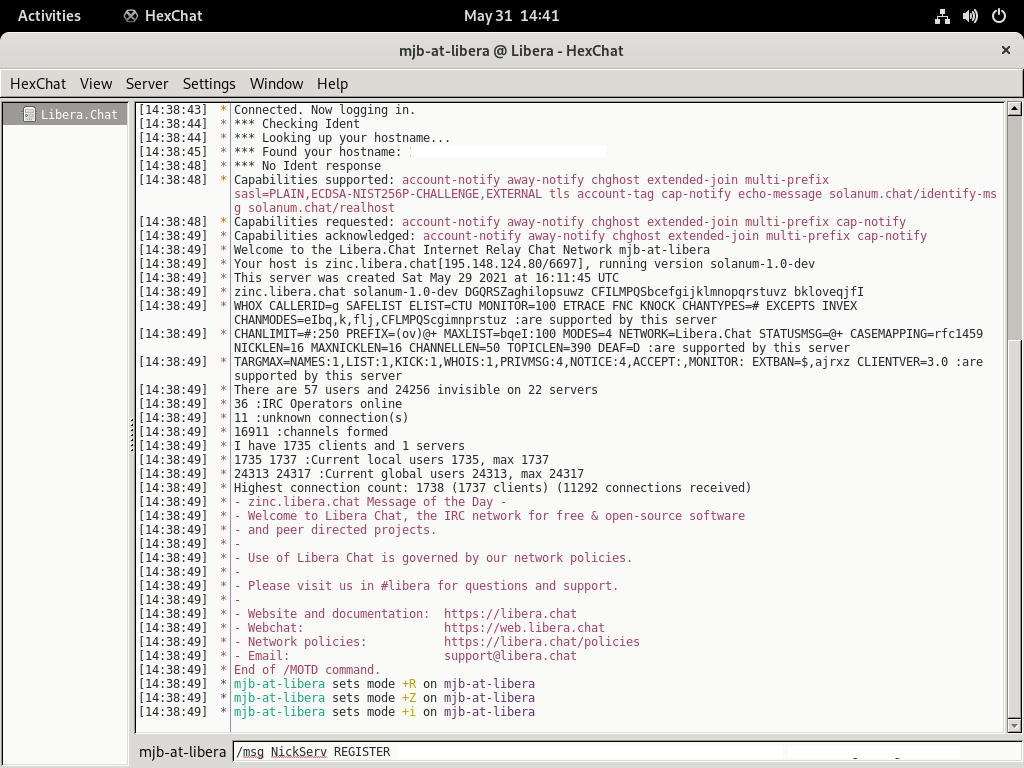 Activities HexChat May 31 14:41
mjb-at-libera @ Libera - HexChat ×
HexChat View Server Settings Window Help
Libera.Chat
[14:38:43] * Connected. Now logging in.
[14:38:44] * *** Checking Ident
[14:38:44] * *** Looking up your hostname...
[14:38:45] * *** Found your hostname:
[14:38:48] * *** No Ident response
[14:38:48] * Capabilities supported: account-notify away-notify chghost extended-join multi-prefix
sasl=PLAIN,ECDSA-NIST256P-CHALLENGE,EXTERNAL tls account-tag cap-notify echo-message solanum.chat/identify-ms
g solanum.chat/realhost
[14:38:48] * Capabilities requested: account-notify away-notify chghost extended-join multi-prefix cap-notify
[14:38:49] * Capabilities acknowledged: account-notify away-notify chghost extended-join multi-prefix cap-notify
[14:38:49] * Welcome to the Libera.Chat Internet Relay Chat Network mjb-at-libera
[14:38:49] * Your host is zinc.libera.chat[195.148.124.80/6697], running version solanum-1.0-dev
[14:38:49] * This server was created Sat May 29 2021 at 16:11:45 UTC
[14:38:49] * zinc.libera.chat solanum-1.0-dev DGQRSZaghilopsuwz CFILMPQSbcefgijklmnopqrstuvz bkloveqjfI
[14:38:49] * WHOX CALLERID=g SAFELIST ELIST=CTU MONITOR=100 ETRACE FNC KNOCK CHANTYPES=# EXCEPTS INVEX
CHANMODES=eIbq,k,flj,CFLMPQScgimnprstuz :are supported by this server
[14:38:49] * CHANLIMIT=#:250 PREFIX=(ov)@+ MAXLIST=bqeI:100 MODES=4 NETWORK=Libera.Chat STATUSMSG=@+ CASEMAPPING=rfc1459
NICKLEN=16 MAXNICKLEN=16 CHANNELLEN=50 TOPICLEN=390 DEAF=D :are supported by this server
[14:38:49] * TARGMAX=NAMES:1,LIST:1,KICK:1,WHOIS:1,PRIVMSG:4,NOTICE:4,ACCEPT:,MONITOR: EXTBAN=$,ajrxz CLIENTVER=3.0 :are
supported by this server
[14:38:49] * There are 57 users and 24256 invisible on 22 servers
[14:38:49] * 36 :IRC Operators online
[14:38:49] * 11 :unknown connection(s)
[14:38:49] * 16911 :channels formed
[14:38:49] * I have 1735 clients and 1 servers
[14:38:49] * 1735 1737 :Current local users 1735, max 1737
[14:38:49] * 24313 24317 :Current global users 24313, max 24317
[14:38:49] * Highest connection count: 1738 (1737 clients) (11292 connections received)
[14:38:49] * - zinc.libera.chat Message of the Day -
[14:38:49] * - Welcome to Libera Chat, the IRC network for free & open-source software
[14:38:49] * - and peer directed projects.
[14:38:49] * -
[14:38:49] * - Use of Libera Chat is governed by our network policies.
[14:38:49] * -
[14:38:49] * - Please visit us in #libera for questions and support.
[14:38:49] * -
[14:38:49] * - Website and documentation: https://libera.chat
[14:38:49] * - Webchat: https://web.libera.chat
[14:38:49] * - Network policies: https://libera.chat/policies
[14:38:49] * - Email: support@libera.chat
[14:38:49] * End of /MOTD command.
[14:38:49] * mjb-at-libera sets mode +R on mjb-at-libera
[14:38:49] * mjb-at-libera sets mode +Z on mjb-at-libera
[14:38:49] * mjb-at-libera sets mode +i on mjb-at-libera
mjb-at-libera /msg NickServ REGISTER